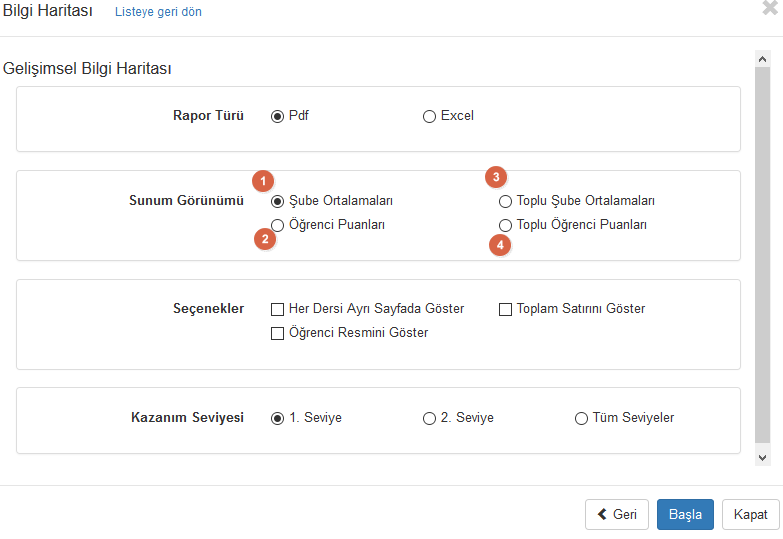 Bilgi Haritası Listeye geri dön
Gelişimsel Bilgi Haritası
Rapor Türü Pdf Excel
1 3
Sunum Görünümü Şube Ortalamaları Toplu Şube Ortalamaları
Öğrenci Puanları Toplu Öğrenci Puanları
2 4
Seçenekler Her Dersi Ayrı Sayfada Göster Toplam Satırını Göster
Öğrenci Resmini Göster
Kazanım Seviyesi 1. Seviye 2. Seviye Tüm Seviyeler
Geri Başla Kapat